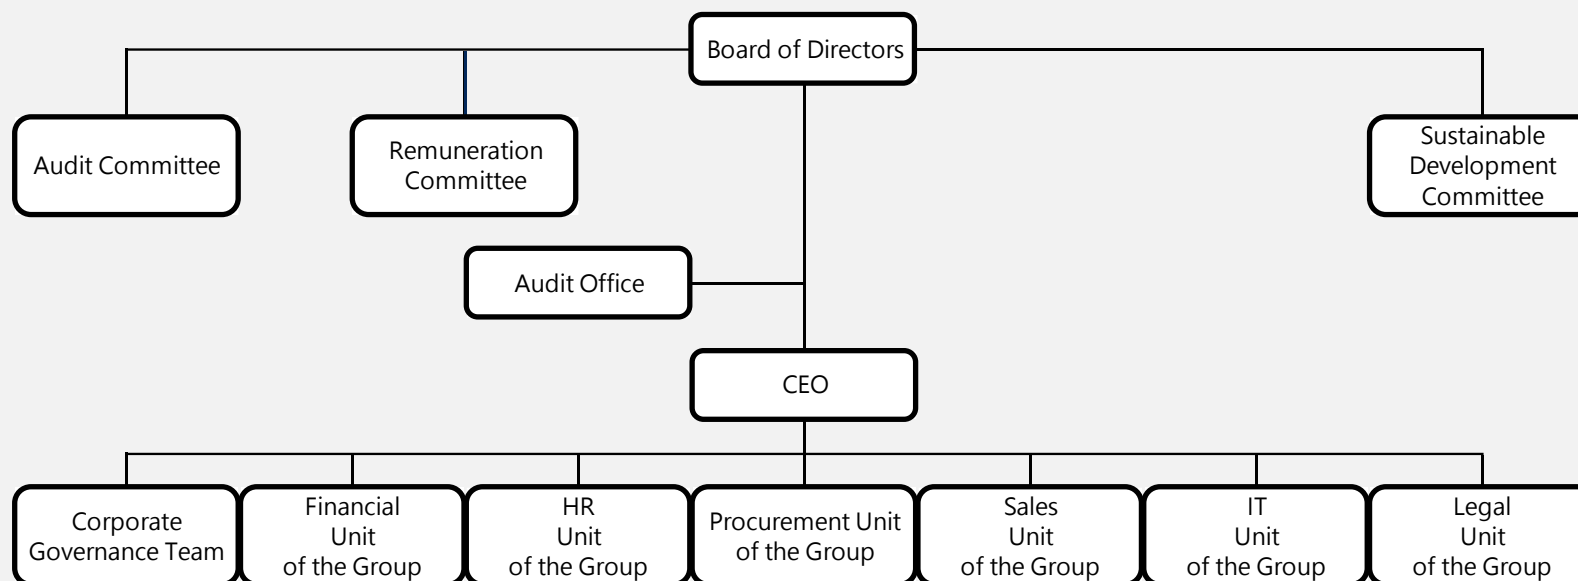 Board of Directors
Audit Committee
Remuneration
Committee
Sustainable
Development
Committee
Audit Office
CEO
Corporate
Governance Team
Financial
Unit
of the Group
HR
Unit
of the Group
Procurement Unit
of the Group
Sales
Unit
of the Group
IT
Unit
of the Group
Legal
Unit
of the Group